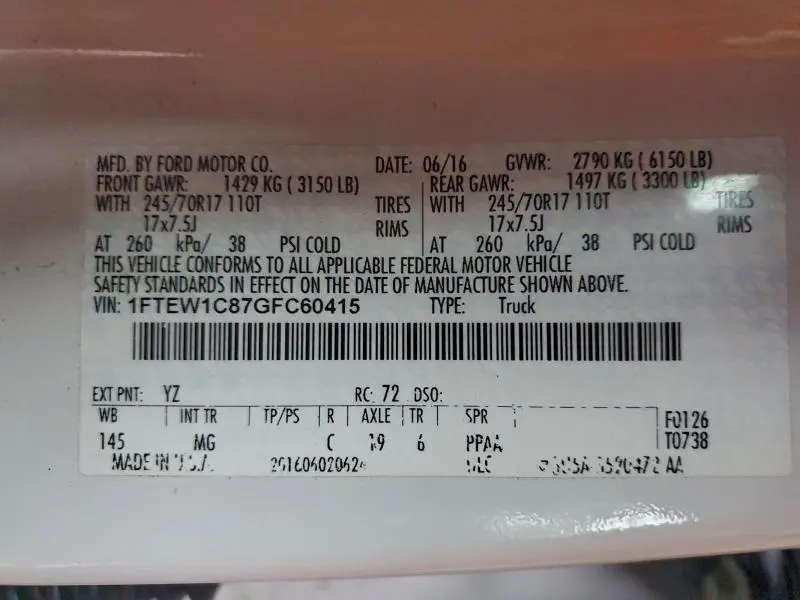 MFD. BY FORD MOTOR CO. DATE: 06/16 GVWR: 2790 KG ( 6150 LB)
FRONT GAWR: 1429 KG ( 3150 LB) REAR GAWR: 1497 KG ( 3300 LB)
WITH 245/70R17 110T TIRES WITH 245/70R17 110T TIRES
17x7.5J RIMS 17x7.5J RIMS
AT 260 kPa/ 38 PSI COLD AT 260 kPa/ 38 PSI COLD
THIS VEHICLE CONFORMS TO ALL APPLICABLE FEDERAL MOTOR VEHICLE
SAFETY STANDARDS IN EFFECT ON THE DATE OF MANUFACTURE SHOWN ABOVE.
VIN: 1FTEW1C87GFC60415 TYPE: Truck
EXT PNT: YZ RC: 72 DSO:
WB INT TR TP/PS R AXLE TR SPR F0126
145 MG C 19 6 PPAA T0738
MADE IN